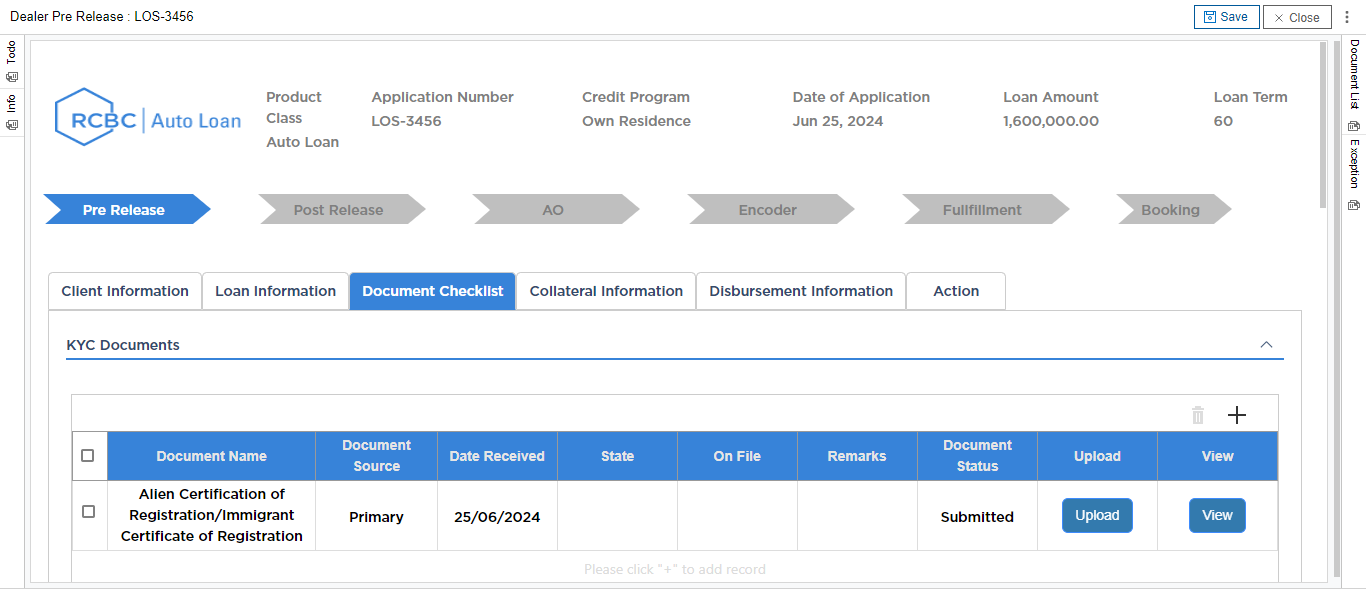 Dealer Pre Release : LOS-3456
Save
Close
Todo
Info
Document List
Exception
RCBC Auto Loan
Product Class
Auto Loan
Application Number
LOS-3456
Credit Program
Own Residence
Date of Application
Jun 25, 2024
Loan Amount
1,600,000.00
Loan Term
60
Pre Release
Post Release
AO
Encoder
Fullfillment
Booking
Client Information
Loan Information
Document Checklist
Collateral Information
Disbursement Information
Action
KYC Documents
Document Name
Document Source
Date Received
State
On File
Remarks
Document Status
Upload
View
Alien Certification of
Registration/Immigrant
Certificate of Registration
Primary
25/06/2024
Submitted
Upload
View
Please click "+" to add record